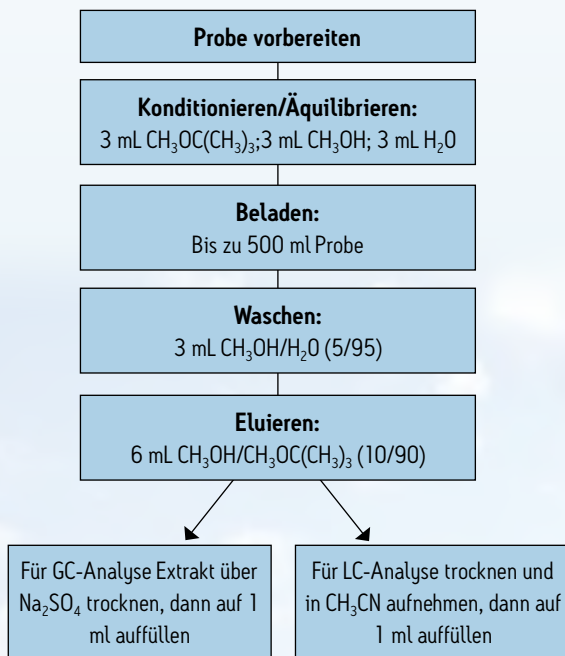 Probe vorbereiten
Konditionieren/Äquilibrieren:
3 mL CH₃OC(CH₃)₃;3 mL CH₃OH; 3 mL H₂O
Beladen:
Bis zu 500 ml Probe
Waschen:
3 mL CH₃OH/H₂0 (5/95)
Eluieren:
6 mL CH₃OH/CH₃OC(CH₃)₃ (10/90)
Für GC-Analyse Extrakt über
Na₂SO₄ trocknen, dann auf 1
ml auffüllen
Für LC-Analyse trocknen und
in CH₃CN aufnehmen, dann auf
1 ml auffüllen